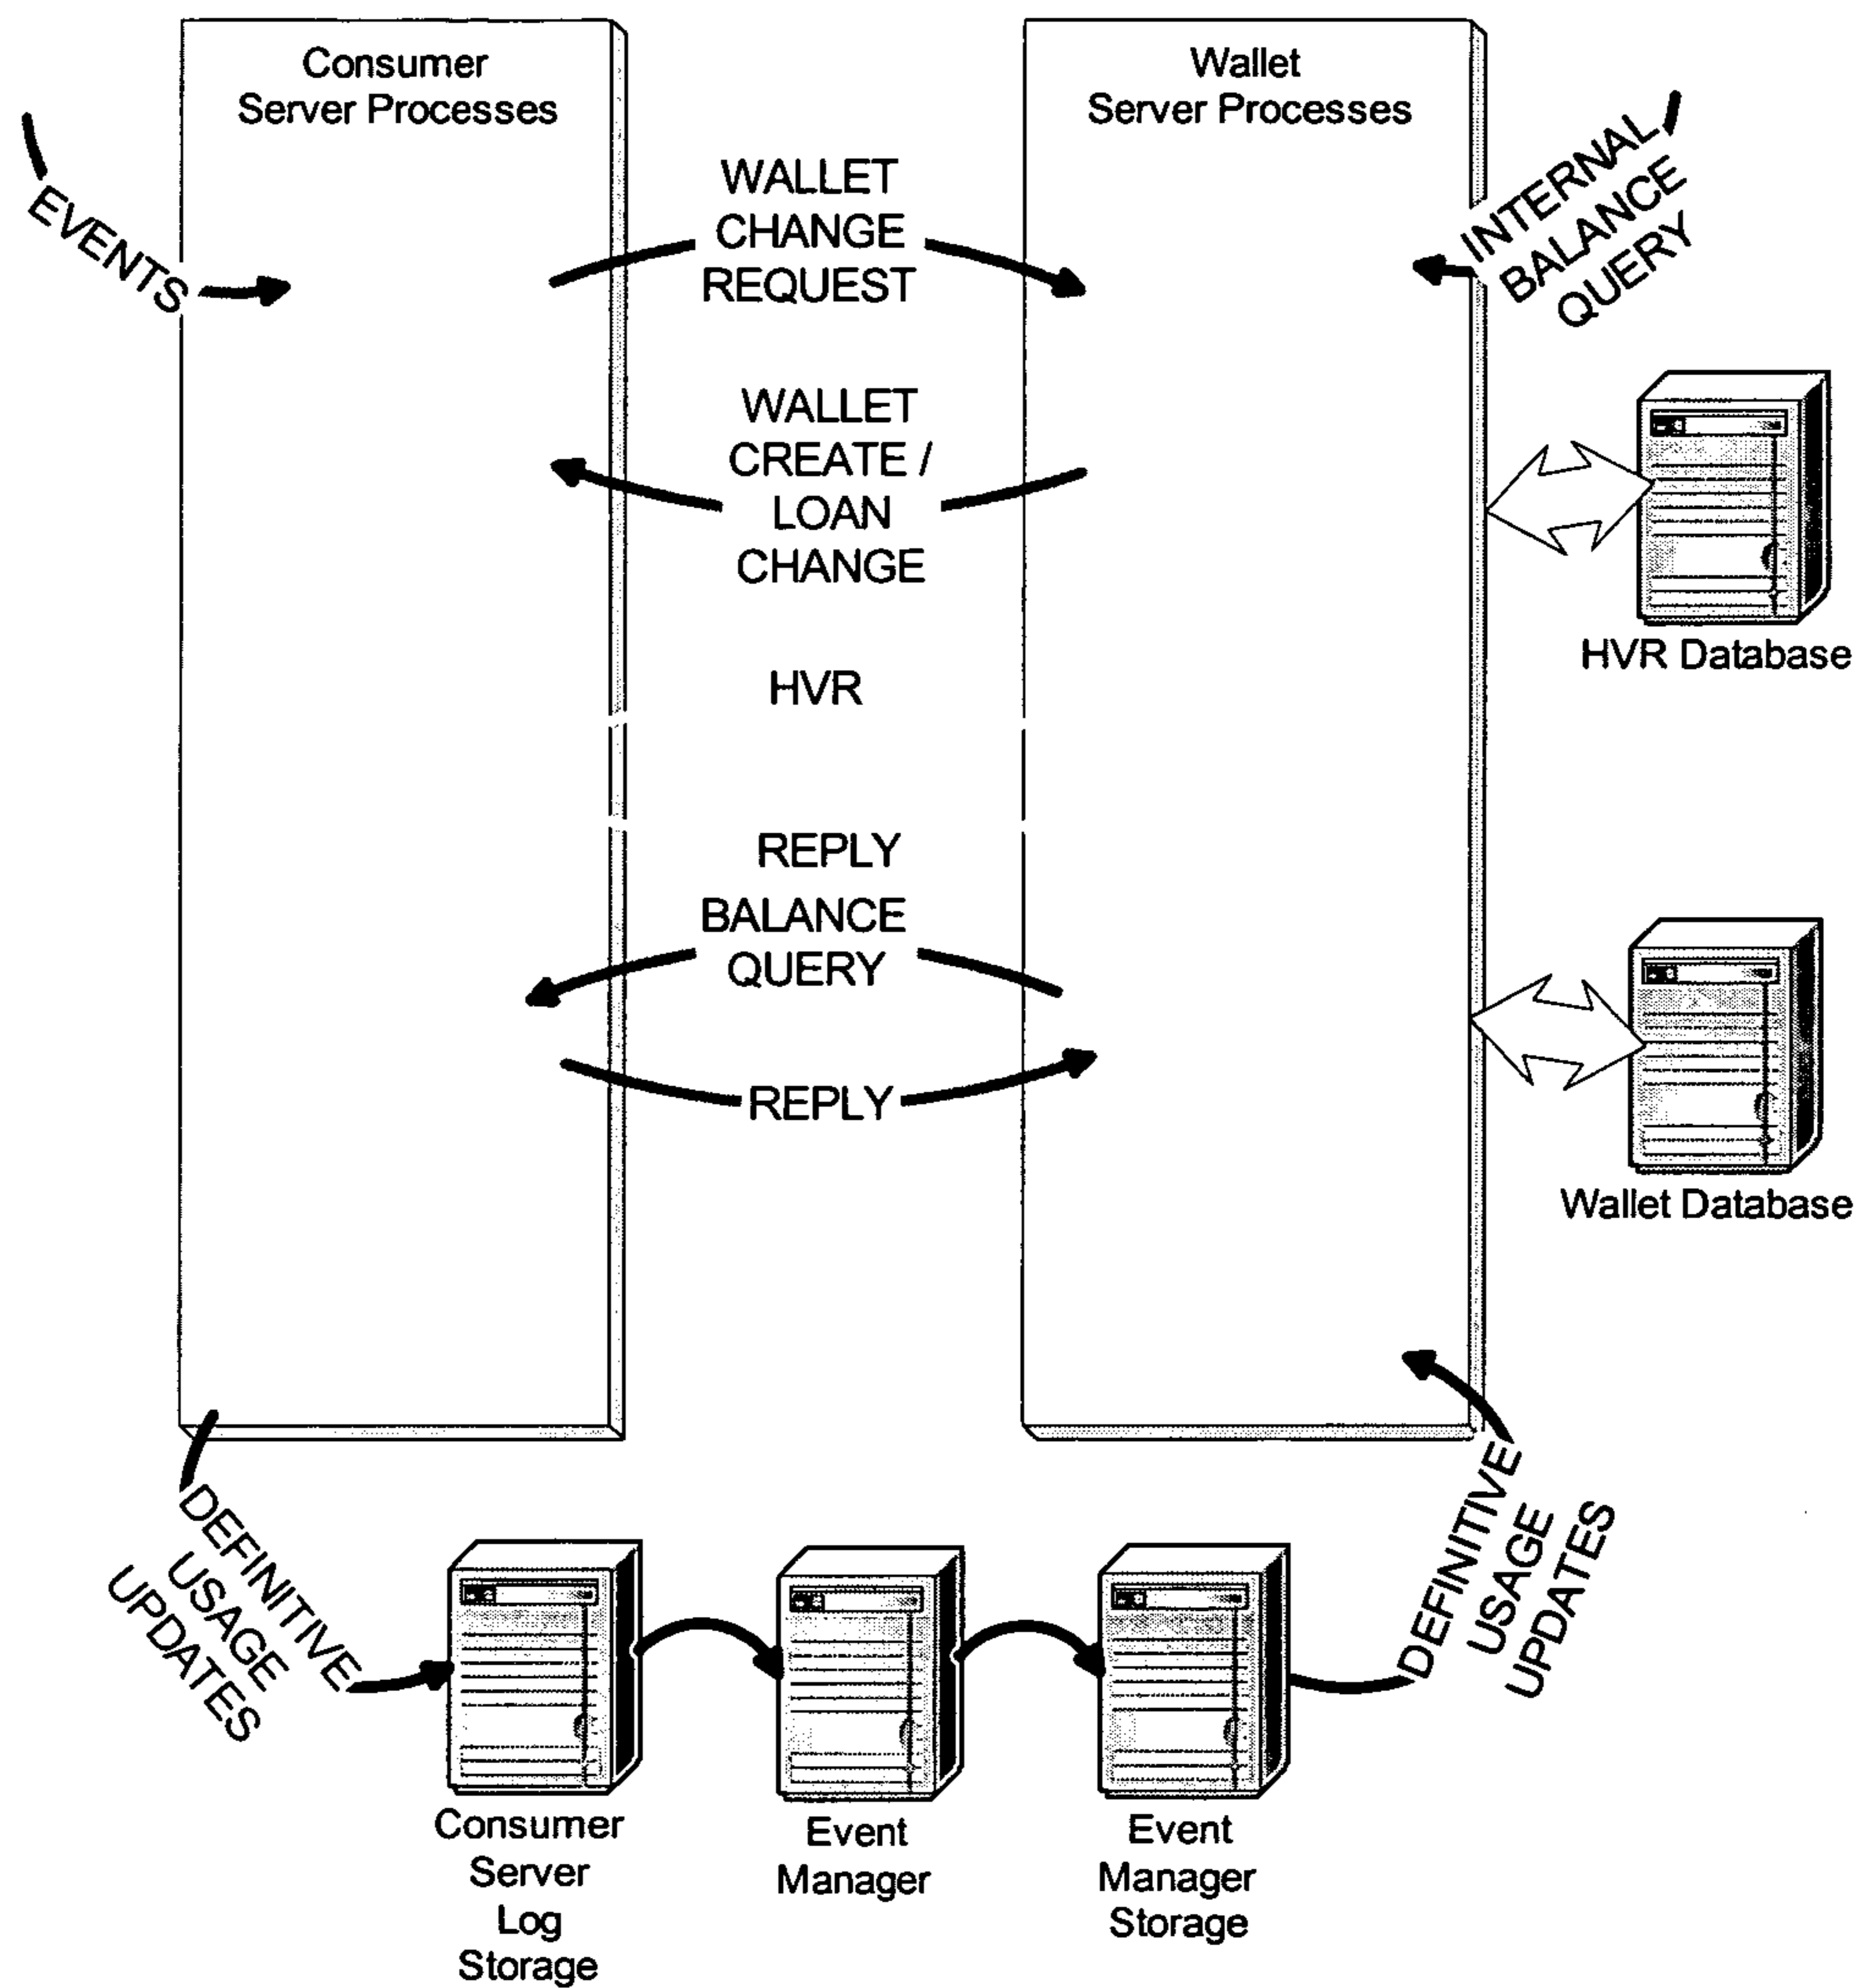 Consumer
Server Processes
Wallet
Server Processes
EVENTS
WALLET
CHANGE
REQUEST
INTERNAL
BALANCE
QUERY
WALLET
CREATE /
LOAN
CHANGE
HVR Database
HVR
REPLY
BALANCE
QUERY
REPLY
Wallet Database
DEFINITIVE
USAGE
UPDATES
DEFINITIVE
USAGE
UPDATES
Consumer
Server
Log
Storage
Event
Manager
Event
Manager
Storage